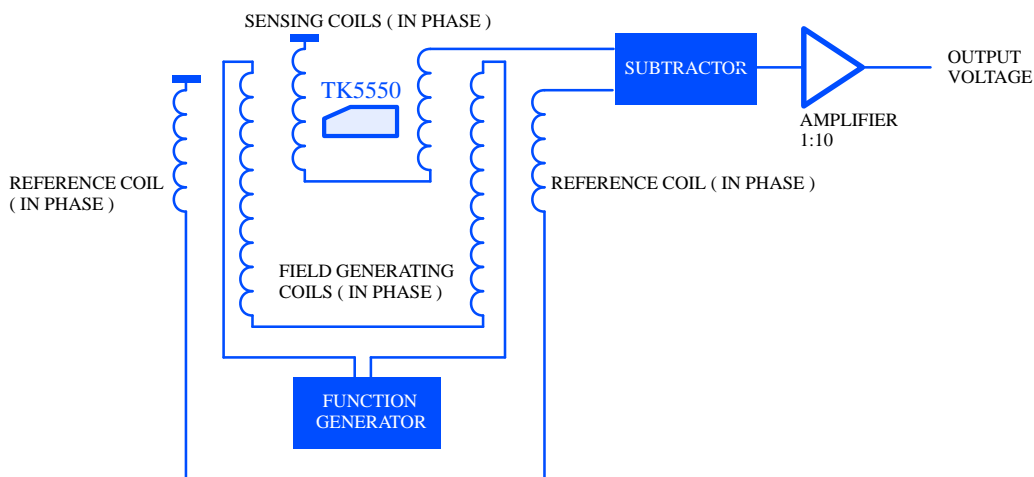 SENSING COILS ( IN PHASE )
SUBTRACTOR
OUTPUT
VOLTAGE
TK5550
AMPLIFIER
1:10
REFERENCE COIL
( IN PHASE )
REFERENCE COIL ( IN PHASE )
FIELD GENERATING
COILS ( IN PHASE )
FUNCTION
GENERATOR